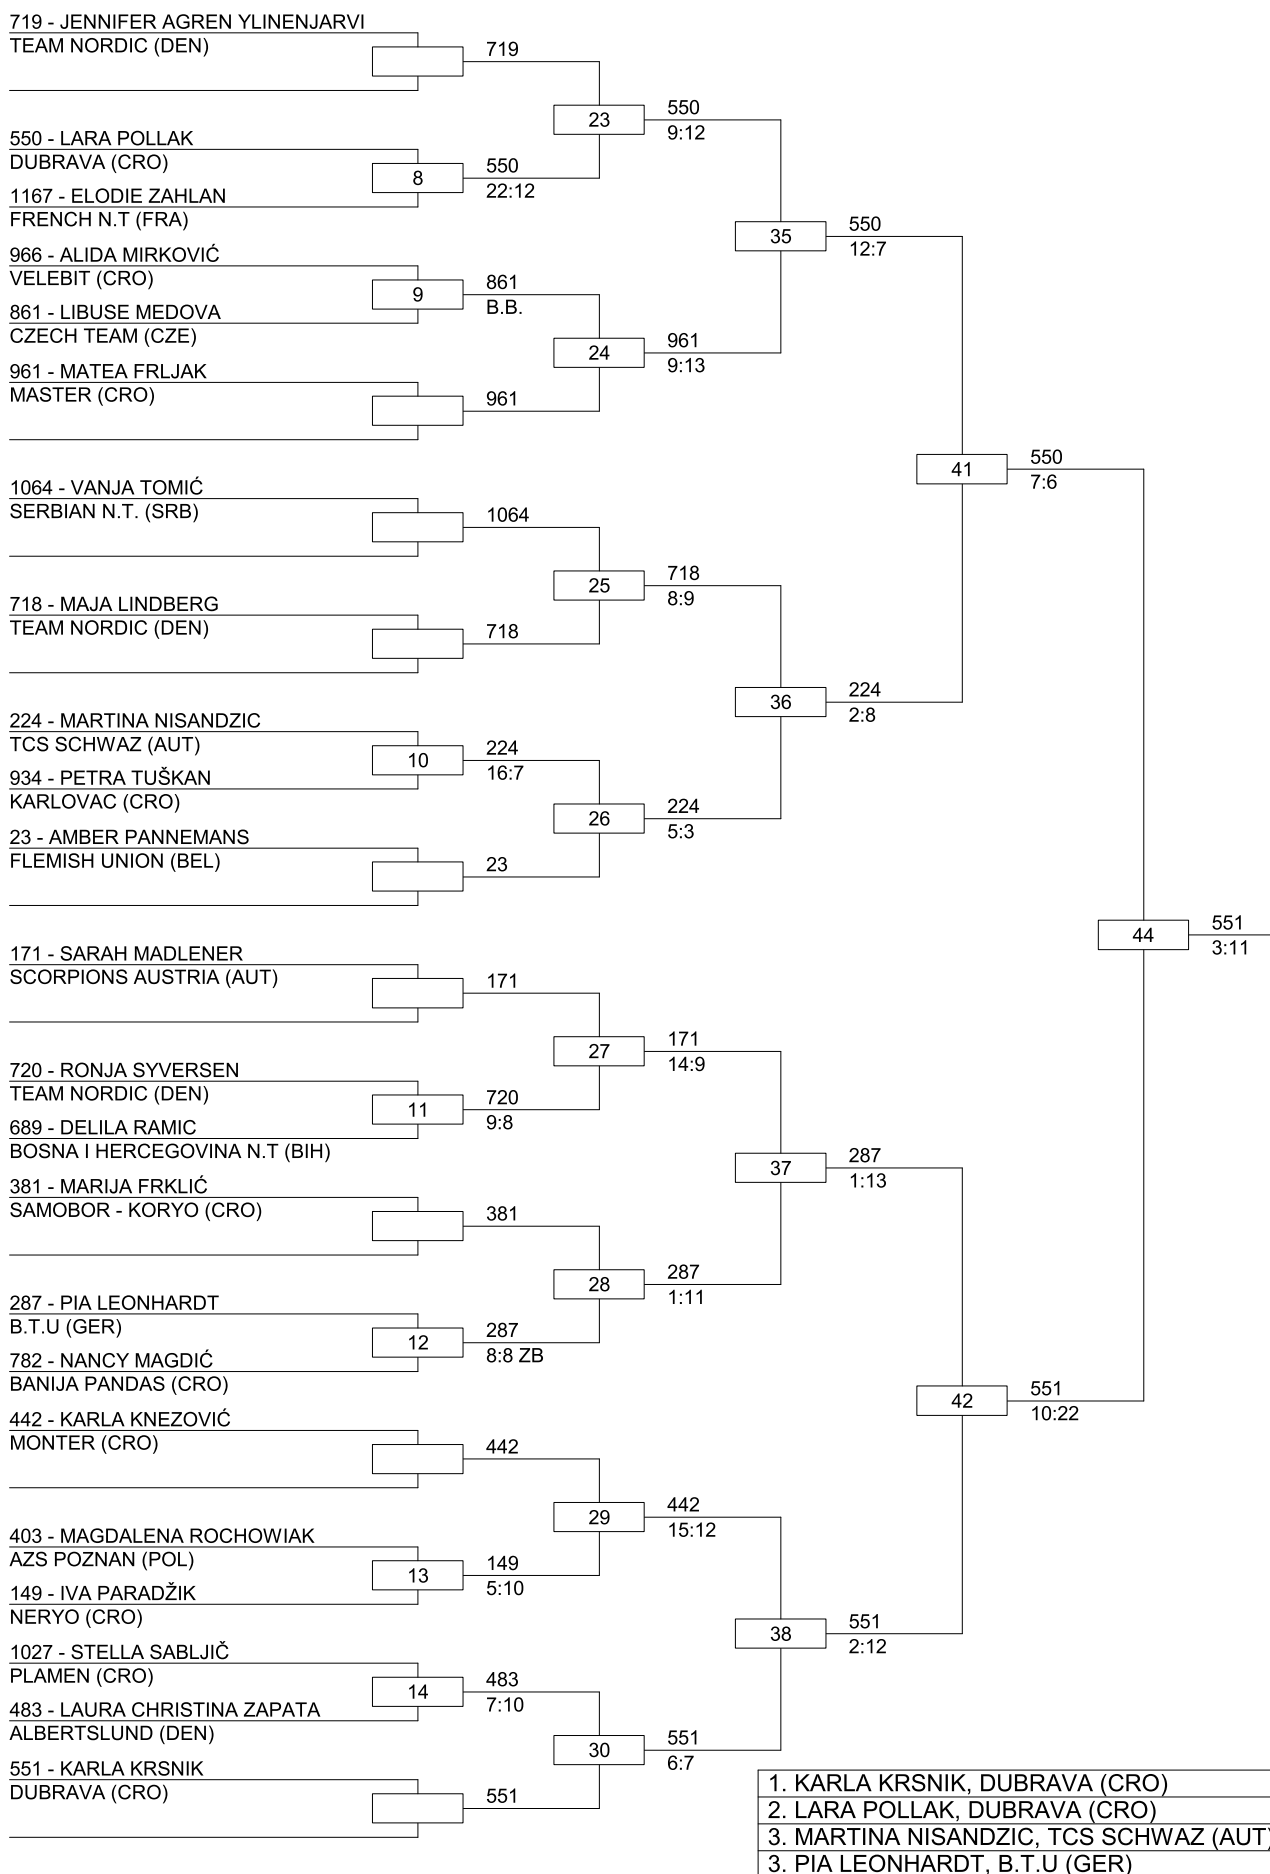 719 - JENNIFER AGREN YLINENJARVI
TEAM NORDIC (DEN)
719
23
550
9:12
550 - LARA POLLAK
DUBRAVA (CRO)
8
550
22:12
1167 - ELODIE ZAHLAN
FRENCH N.T (FRA)
35
550
12:7
966 - ALIDA MIRKOVIĆ
VELEBIT (CRO)
9
861
B.B.
861 - LIBUSE MEDOVA
CZECH TEAM (CZE)
24
961
9:13
961 - MATEA FRLJAK
MASTER (CRO)
961
41
550
7:6
1064 - VANJA TOMIĆ
SERBIAN N.T. (SRB)
1064
25
718
8:9
718 - MAJA LINDBERG
TEAM NORDIC (DEN)
718
36
224
2:8
224 - MARTINA NISANDZIC
TCS SCHWAZ (AUT)
10
224
16:7
934 - PETRA TUŠKAN
KARLOVAC (CRO)
26
224
5:3
23 - AMBER PANNEMANS
FLEMISH UNION (BEL)
23
44
551
3:11
171 - SARAH MADLENER
SCORPIONS AUSTRIA (AUT)
171
27
171
14:9
720 - RONJA SYVERSEN
TEAM NORDIC (DEN)
11
720
9:8
689 - DELILA RAMIC
BOSNA I HERCEGOVINA N.T (BIH)
37
287
1:13
381 - MARIJA FRKLIĆ
SAMOBOR - KORYO (CRO)
381
28
287
1:11
287 - PIA LEONHARDT
B.T.U (GER)
12
287
8:8 ZB
782 - NANCY MAGDIĆ
BANIJA PANDAS (CRO)
42
551
10:22
442 - KARLA KNEZOVIĆ
MONTER (CRO)
442
29
442
15:12
403 - MAGDALENA ROCHOWIAK
AZS POZNAN (POL)
13
149
5:10
149 - IVA PARADŽIK
NERYO (CRO)
38
551
2:12
1027 - STELLA SABLJIČ
PLAMEN (CRO)
14
483
7:10
483 - LAURA CHRISTINA ZAPATA
ALBERTSLUND (DEN)
30
551
6:7
551 - KARLA KRSNIK
DUBRAVA (CRO)
551
1. KARLA KRSNIK, DUBRAVA (CRO)
2. LARA POLLAK, DUBRAVA (CRO)
3. MARTINA NISANDZIC, TCS SCHWAZ (AUT)
3. PIA LEONHARDT, B.T.U (GER)